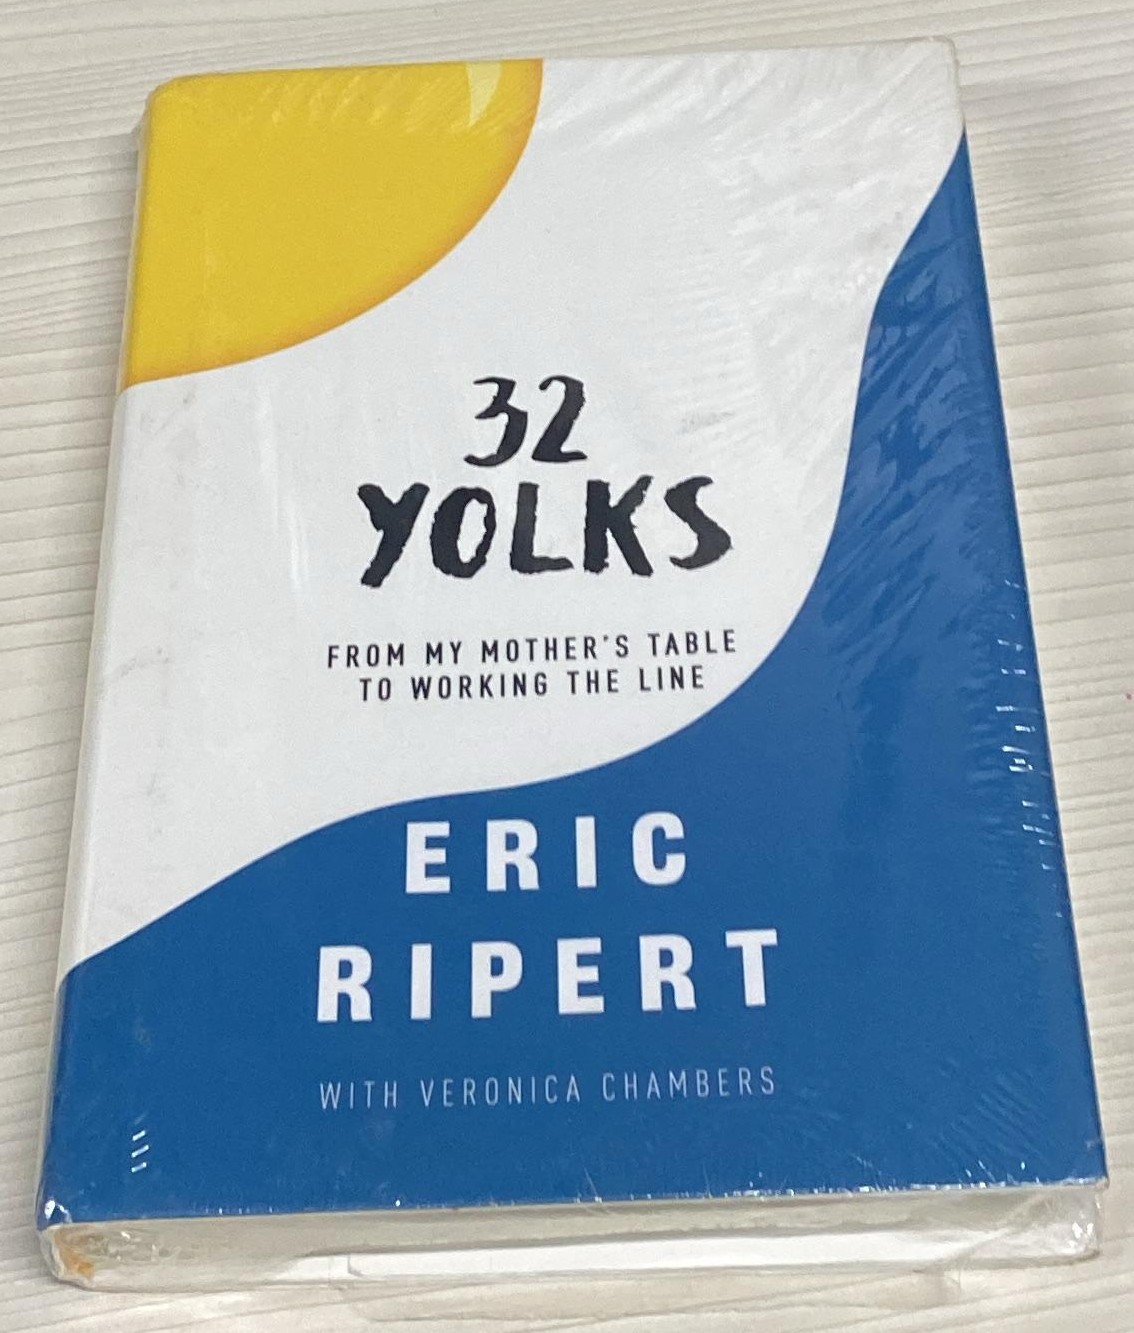 32
YOLKS
FROM MY MOTHER'S TABLE
TO WORKING THE LINE
ERIC
RIPERT
WITH VERONICA CHAMBERS